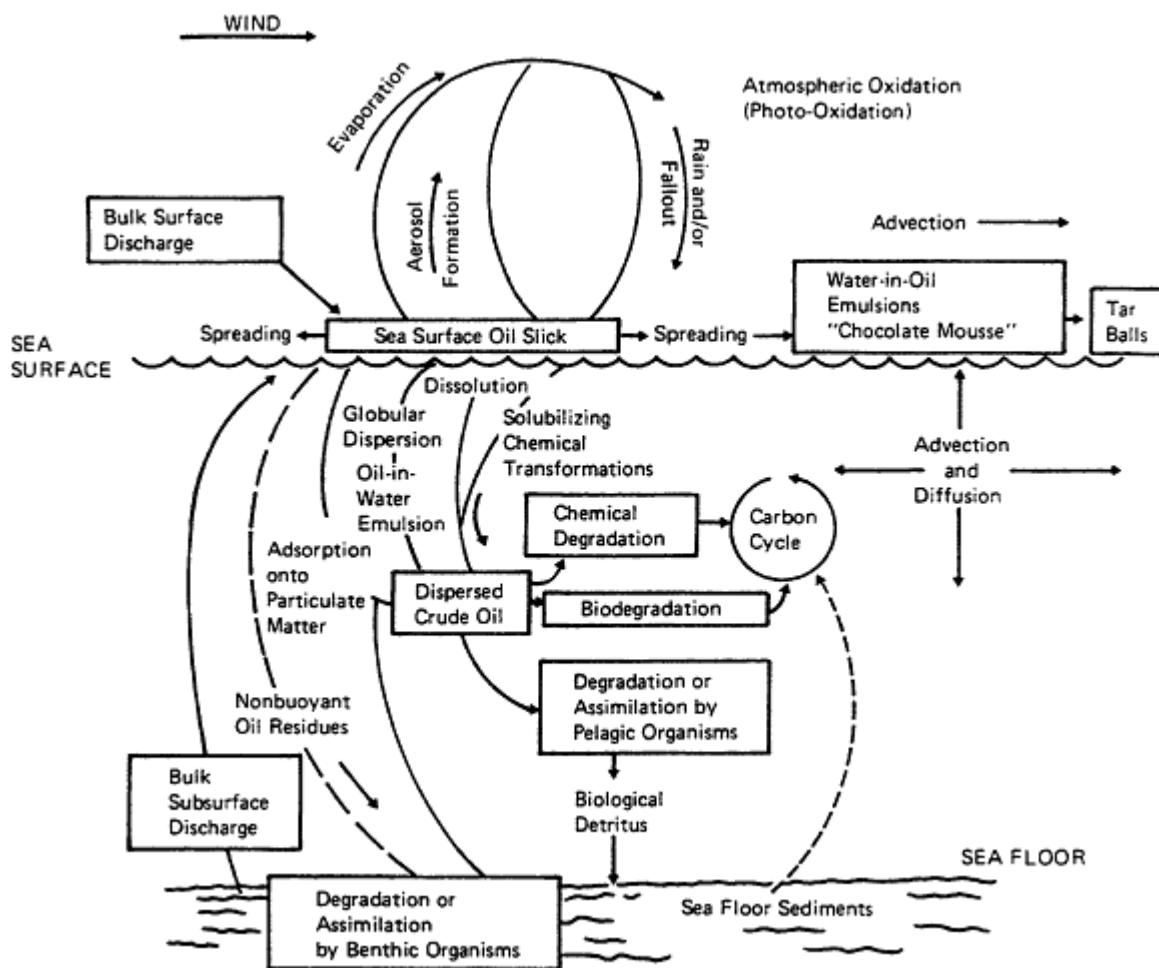 WIND
Evaporation
Atmospheric Oxidation
(Photo-Oxidation)
Aerosol
Formation
Rain and/or
Fallout
Bulk Surface
Discharge
Advection
Water-in-Oil
Emulsions
"Chocolate Mousse"
Tar
Balls
Spreading
Sea Surface Oil Slick
Spreading
SEA
SURFACE
Dissolution
Globular
Dispersion
Oil-in-
Water
Emulsion
Solubilizing
Chemical
Transformations
Advection
and
Diffusion
Chemical
Degradation
Carbon
Cycle
Adsorption
onto
Particulate
Matter
Dispersed
Crude Oil
Biodegradation
Nonbuoyant
Oil Residues
Degradation or
Assimilation by
Pelagic Organisms
Bulk
Subsurface
Discharge
Biological
Detritus
SEA FLOOR
Degradation or
Assimilation
by Benthic Organisms
Sea Floor Sediments